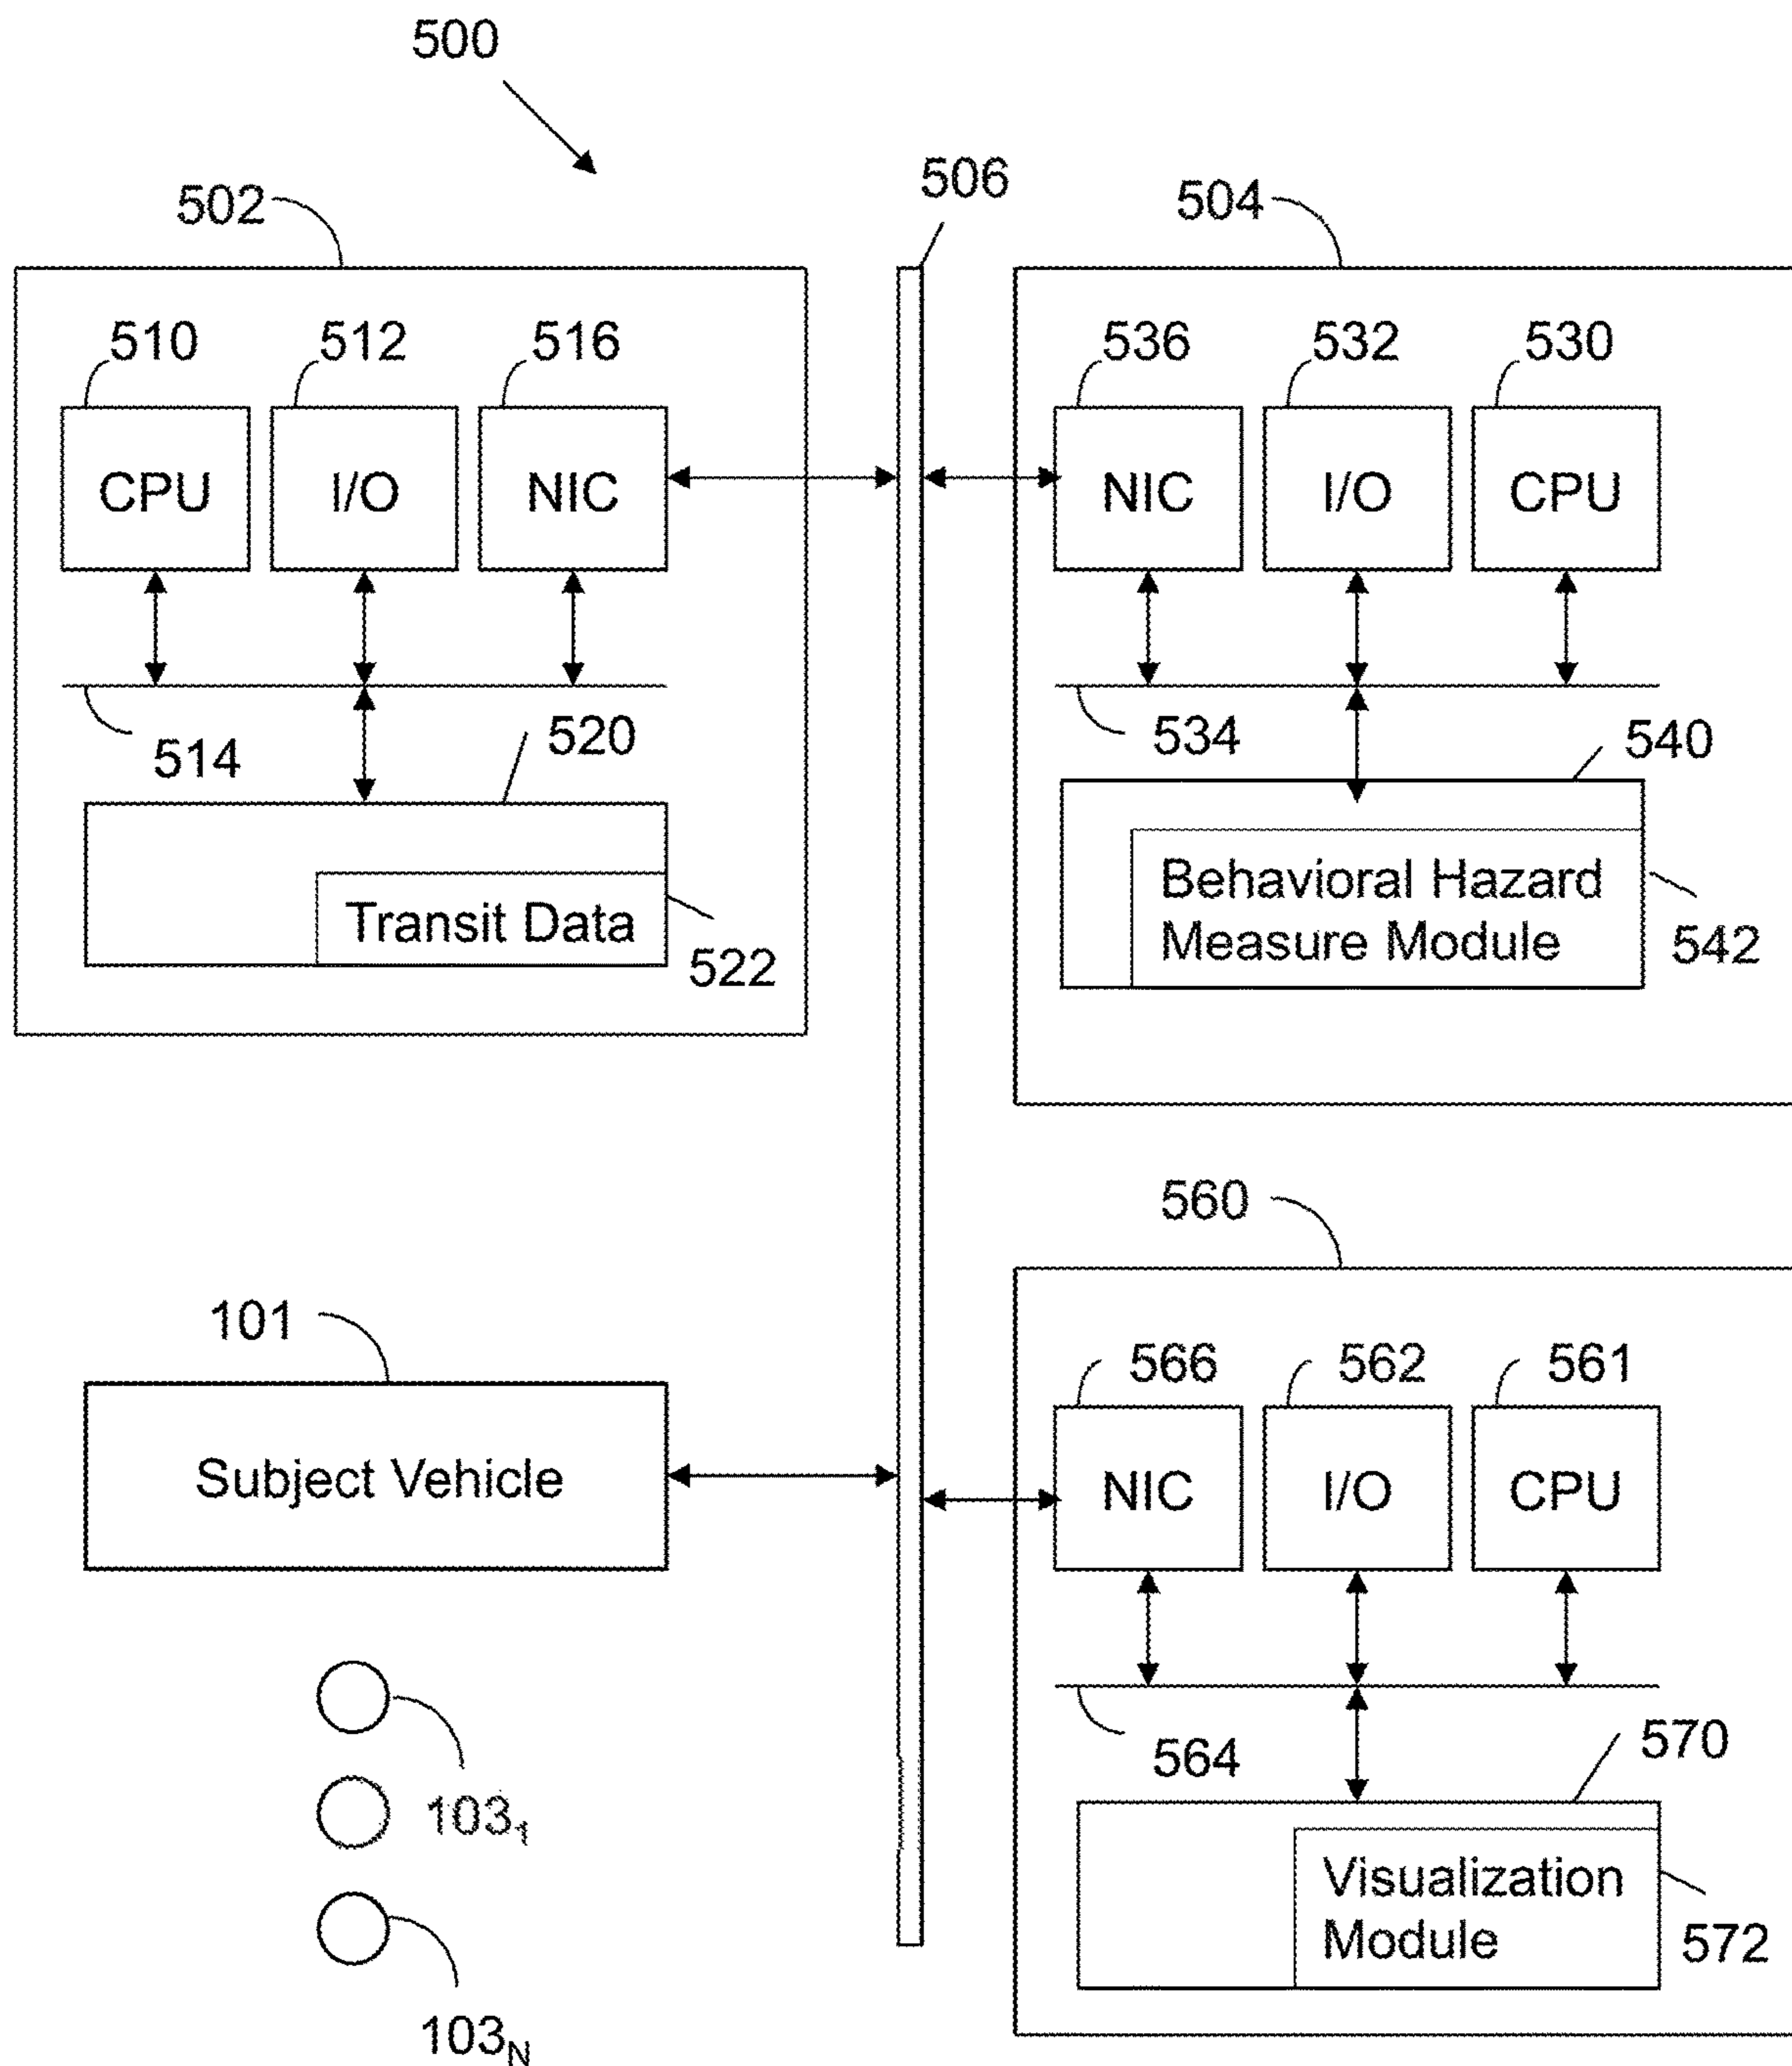 500
506
502
504
510
512
516
536
532
530
CPU
I/O
NIC
NIC
I/O
CPU
514
520
534
540
Transit Data
522
Behavioral Hazard
Measure Module
542
560
101
566
562
561
Subject Vehicle
NIC
I/O
CPU
564
570
103₁
Visualization
Module
572
103N